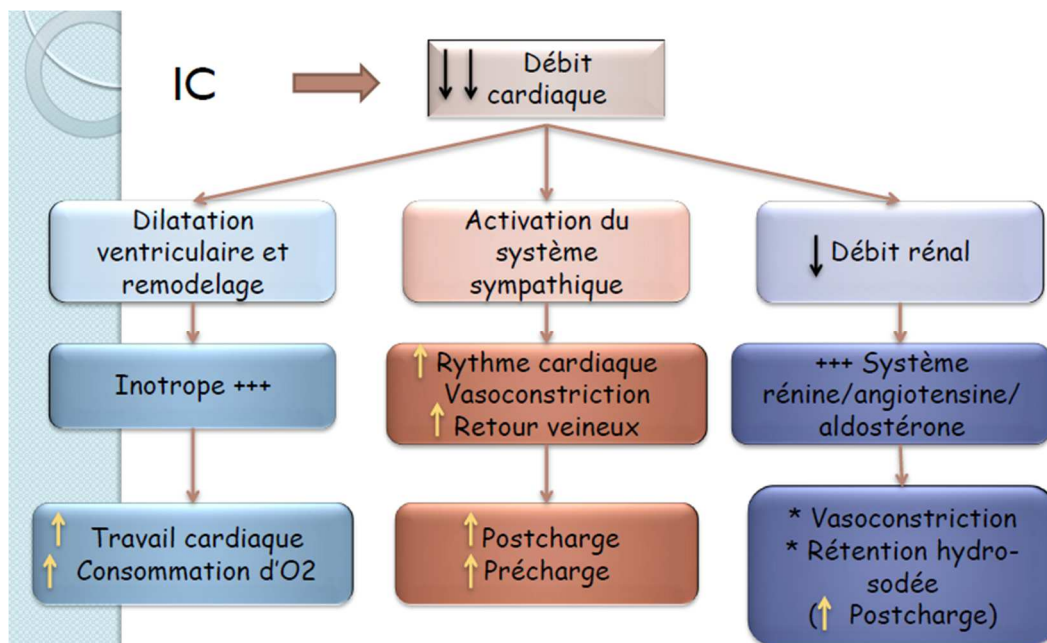 IC
Débit
cardiaque
Dilatation
ventriculaire et
remodelage
Activation du
système
sympathique
Débit rénal
Inotrope +++
Rythme cardiaque
Vasoconstriction
Retour veineux
+++ Système
rénine/angiotensine/
aldostérone
Travail cardiaque
Consommation d'O2
Postcharge
Précharge
* Vasoconstriction
* Rétention hydro-
sodée
(↑ Postcharge)